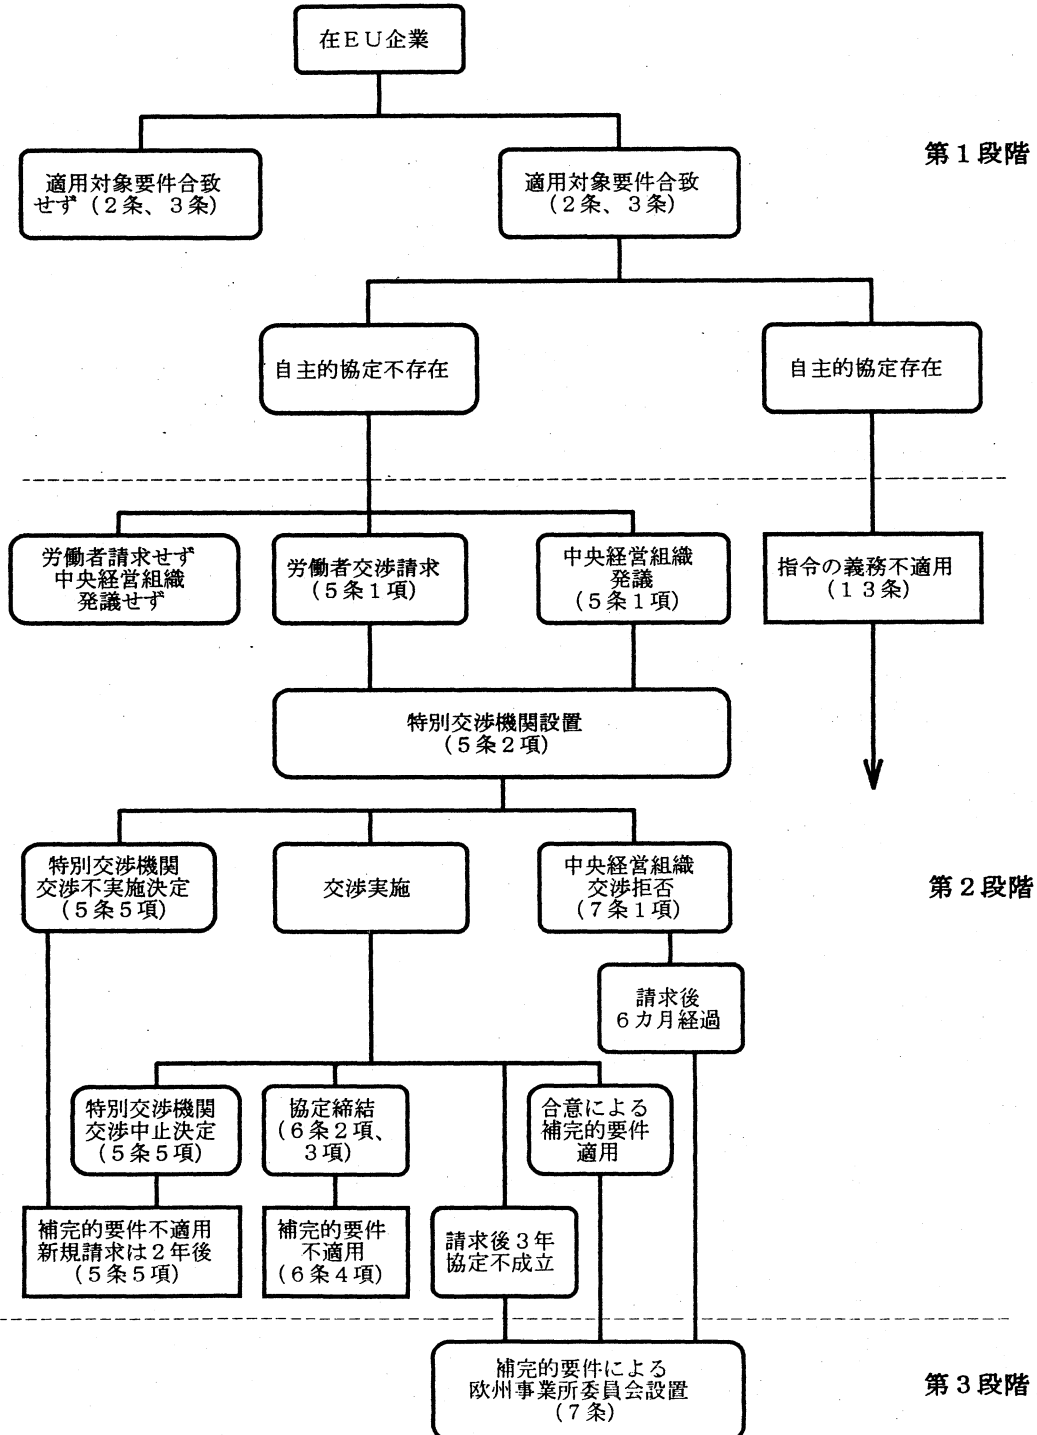 在ＥＵ企業
第１段階
適用対象要件合致
せず（２条、３条）
適用対象要件合致
（２条、３条）
自主的協定不存在
自主的協定存在
労働者請求せず
中央経営組織
発議せず
労働者交渉請求
（５条１項）
中央経営組織
発議
（５条１項）
指令の義務不適用
（１３条）
特別交渉機関設置
（５条２項）
第２段階
特別交渉機関
交渉不実施決定
（５条５項）
交渉実施
中央経営組織
交渉拒否
（７条１項）
請求後
６カ月経過
特別交渉機関
交渉中止決定
（５条５項）
協定締結
（６条２項、
３項）
合意による
補完的要件
適用
補完的要件不適用
新規請求は２年後
（５条５項）
補完的要件
不適用
（６条４項）
請求後３年
協定不成立
補完的要件による
欧州事業所委員会設置
（７条）
第３段階